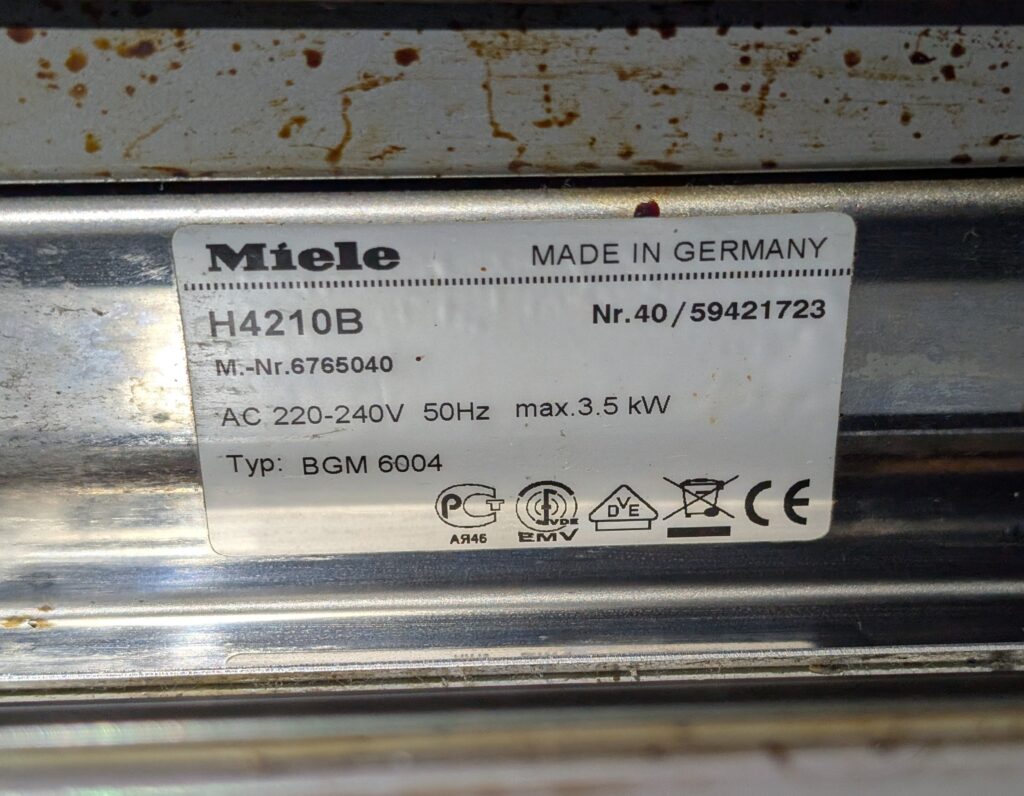 Miele MADE IN GERMANY
H4210B Nr.40/59421723
M.-Nr.6765040
AC 220-240V 50Hz max.3.5 kW
Typ: BGM 6004
PCT VDE DVE CE
АЯ46 EMV